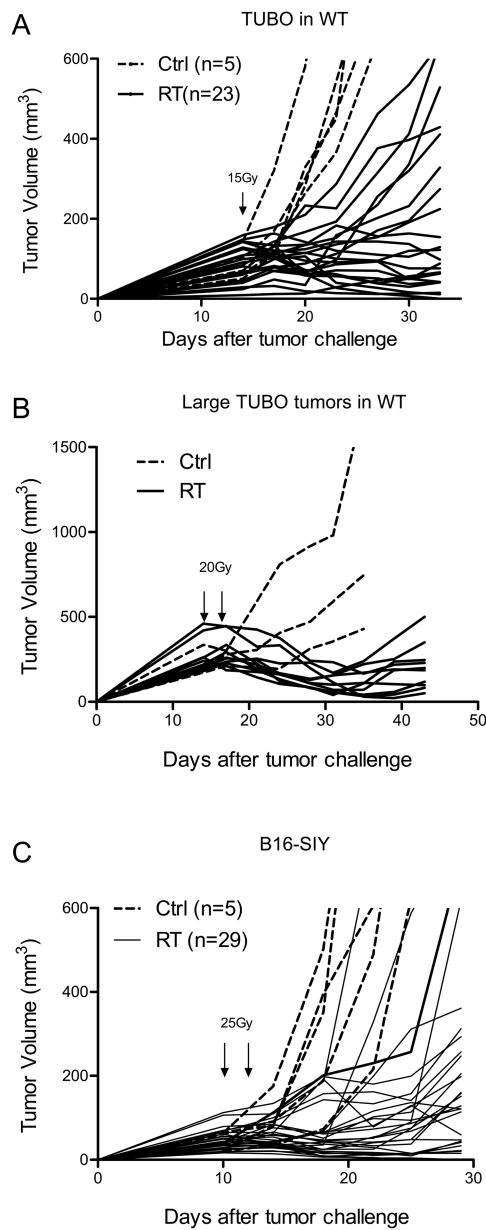 A
TUBO in WT
Ctrl (n=5)
RT(n=23)
15Gy
Tumor Volume (mm3)
600
400
200
0
0 10 20 30
Days after tumor challenge
B
Large TUBO tumors in WT
Ctrl
RT
20Gy
Tumor Volume (mm3)
1500
1000
500
0
0 10 20 30 40 50
Days after tumor challenge
C
B16-SIY
Ctrl (n=5)
RT (n=29)
25Gy
Tumor Volume (mm3)
600
400
200
0
0 10 20 30
Days after tumor challenge